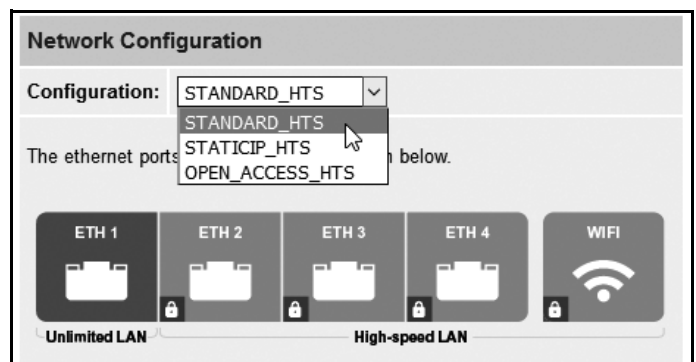 Network Configuration
Configuration: STANDARD_HTS
STANDARD_HTS
STATICIP_HTS
OPEN_ACCESS_HTS
The ethernet ports below.
ETH 1 ETH 2 ETH 3 ETH 4 WIFI
Unlimited LAN High-speed LAN